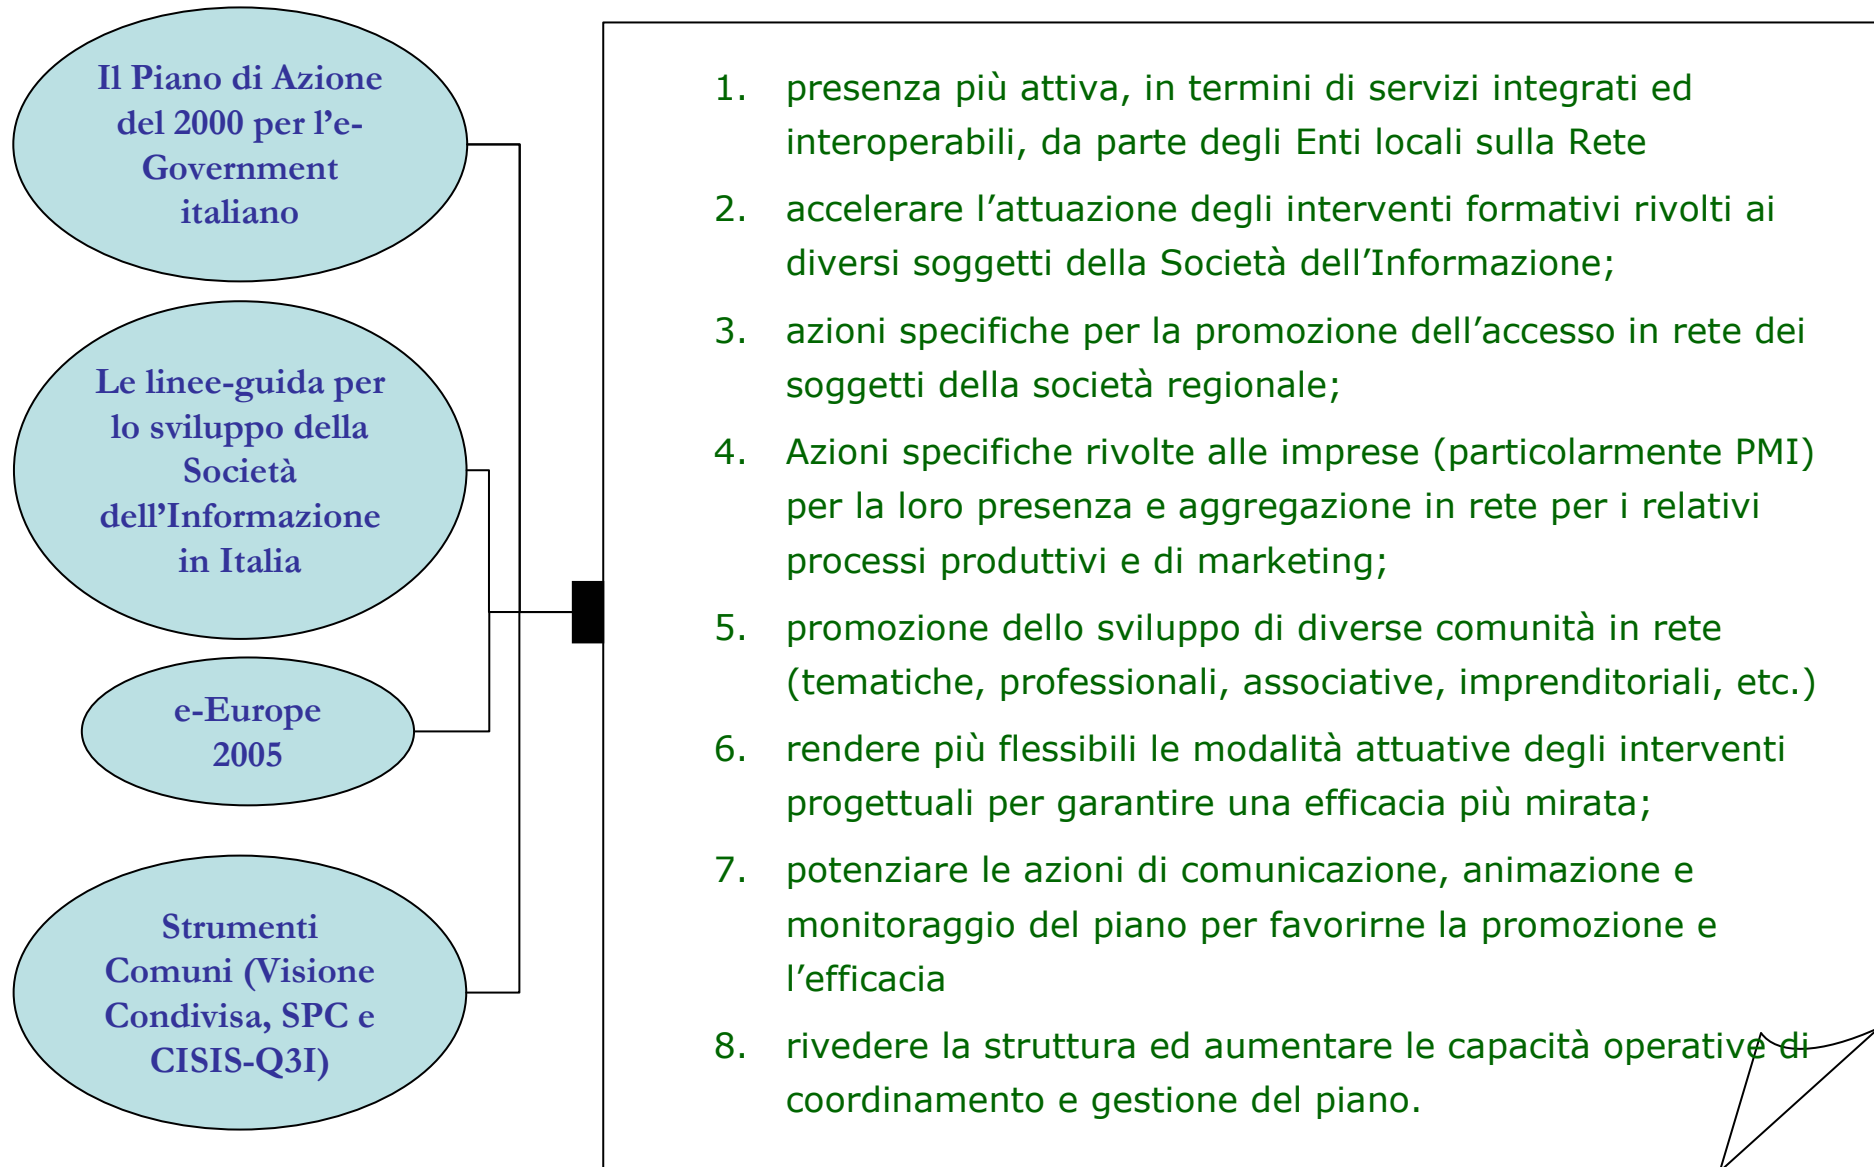 Il Piano di Azione
del 2000 per l’e-
Government
italiano
Le linee-guida per
lo sviluppo della
Società
dell’Informazione
in Italia
e-Europe
2005
Strumenti
Comuni (Visione
Condivisa, SPC e
CISIS-Q3I)
1. presenza più attiva, in termini di servizi integrati ed
interoperabili, da parte degli Enti locali sulla Rete
2. accelerare l’attuazione degli interventi formativi rivolti ai
diversi soggetti della Società dell’Informazione;
3. azioni specifiche per la promozione dell’accesso in rete dei
soggetti della società regionale;
4. Azioni specifiche rivolte alle imprese (particolarmente PMI)
per la loro presenza e aggregazione in rete per i relativi
processi produttivi e di marketing;
5. promozione dello sviluppo di diverse comunità in rete
(tematiche, professionali, associative, imprenditoriali, etc.)
6. rendere più flessibili le modalità attuative degli interventi
progettuali per garantire una efficacia più mirata;
7. potenziare le azioni di comunicazione, animazione e
monitoraggio del piano per favorirne la promozione e
l’efficacia
8. rivedere la struttura ed aumentare le capacità operative di
coordinamento e gestione del piano.